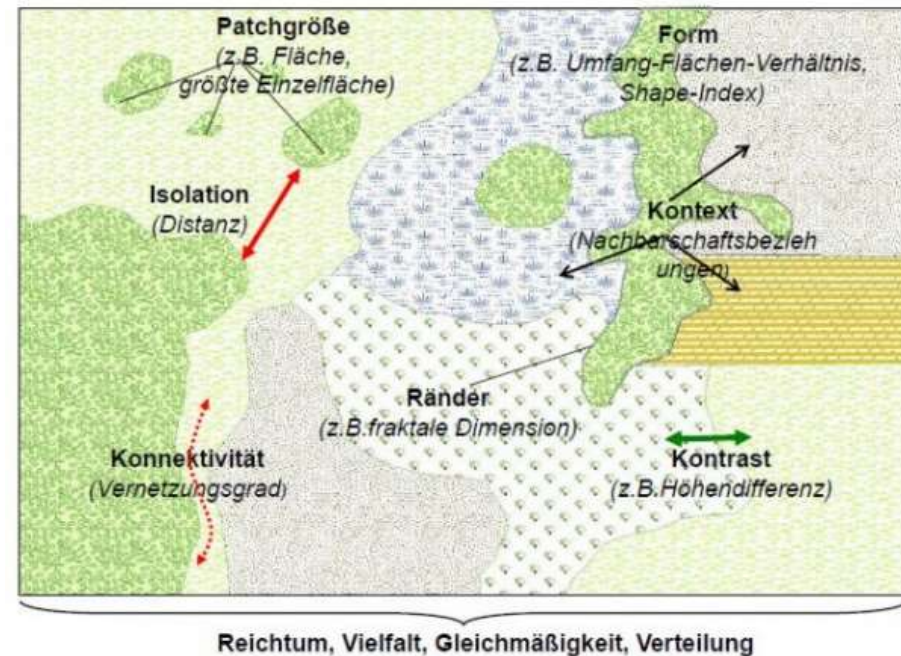 Patchgröße
(z.B. Fläche,
größte Einzelfläche)
Form
(z.B. Umfang-Flächen-Verhältnis,
Shape-Index)
Isolation
(Distanz)
Kontext
(Nachbarschaftsbezieh
ungen)
Ränder
(z.B.fraktale Dimension)
Konnektivität
(Vernetzungsgrad)
Kontrast
(z.B.Höhendifferenz)
Reichtum, Vielfalt, Gleichmäßigkeit, Verteilung